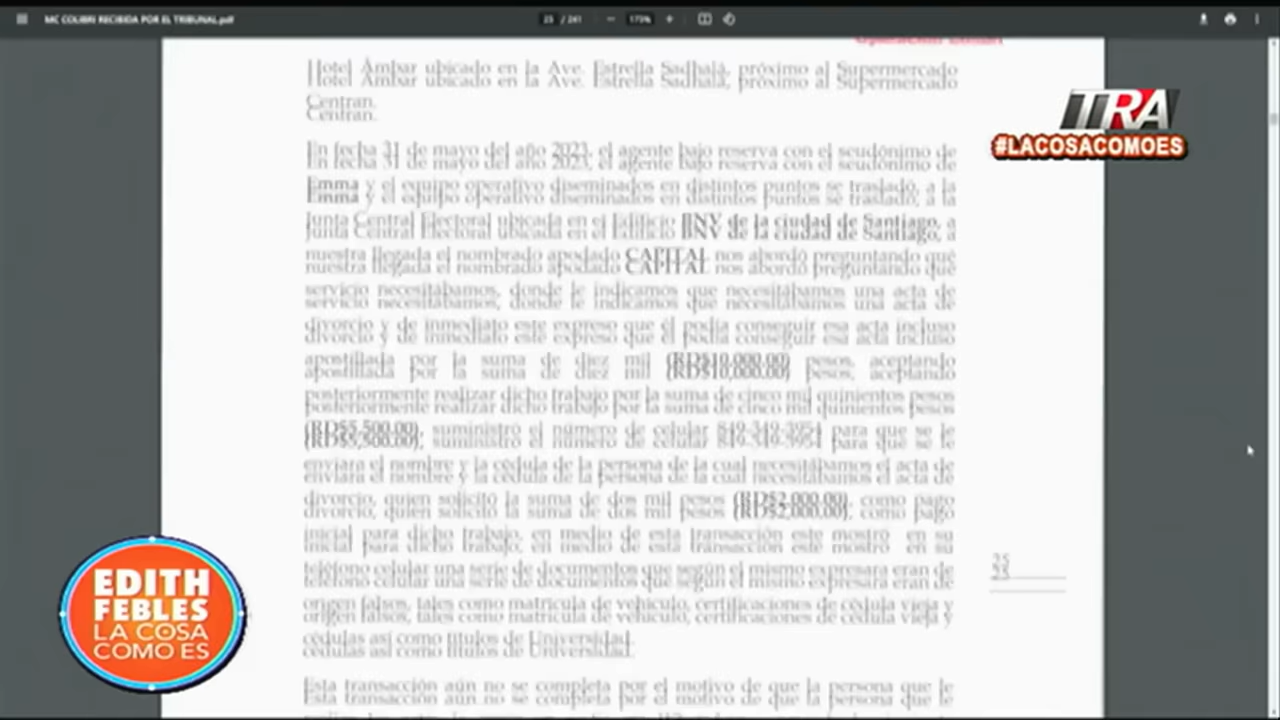 MC COLIBRI RECIBIDA POR EL TRIBUNAL.pdf
25 / 241
175%
Hotel Ámbar ubicado en la Ave. Estrella Sadhalá, próximo al Supermercado
Centran.
En fecha 31 de mayo del año 2023, el agente bajo reserva con el seudónimo de
Emma y el equipo operativo diseminados en distintos puntos se traslado, a la
Junta Central Electoral ubicada en el Edificio de la ciudad de Santiago, a
nuestra llegada el nombrado apodado CAPITAL nos abordó preguntando qué
servicio necesitábamos, donde le indicamos que necesitábamos una acta de
divorcio y de inmediato este expreso que él podía conseguir esa acta incluso
apostillada por la suma de diez mil (RD$10,000.00) pesos, aceptando
posteriormente realizar dicho trabajo por la suma de cinco mil quinientos pesos
(RD$5,500.00), suministró el número de celular para que se le
enviara el nombre y la cédula de la persona de la cual necesitábamos el acta de
divorcio, quien solicitó la suma de dos mil pesos (RD$2,000.00), como pago
inicial para dicho trabajo, en medio de esta transacción este mostró en su
teléfono celular una serie de documentos que según el mismo expresara eran de
origen falsos, tales como matrícula de vehículo, certificaciones de cédula vieja y
cédulas así como títulos de Universidad.
25
Esta transacción aún no se completa por el motivo de que la persona que le
TRA
#LACOSACOMOES
EDITH
FEBLES
LA COSA
COMO ES